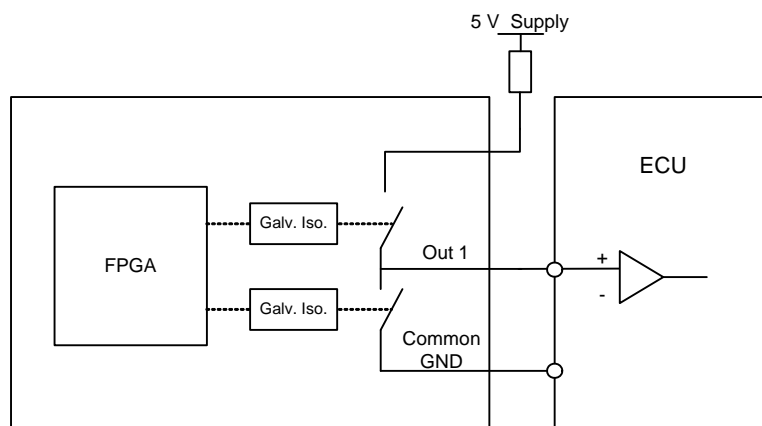 5 V Supply
ECU
Galv. Iso.
FPGA
Out 1
+
-
Galv. Iso.
Common
GND